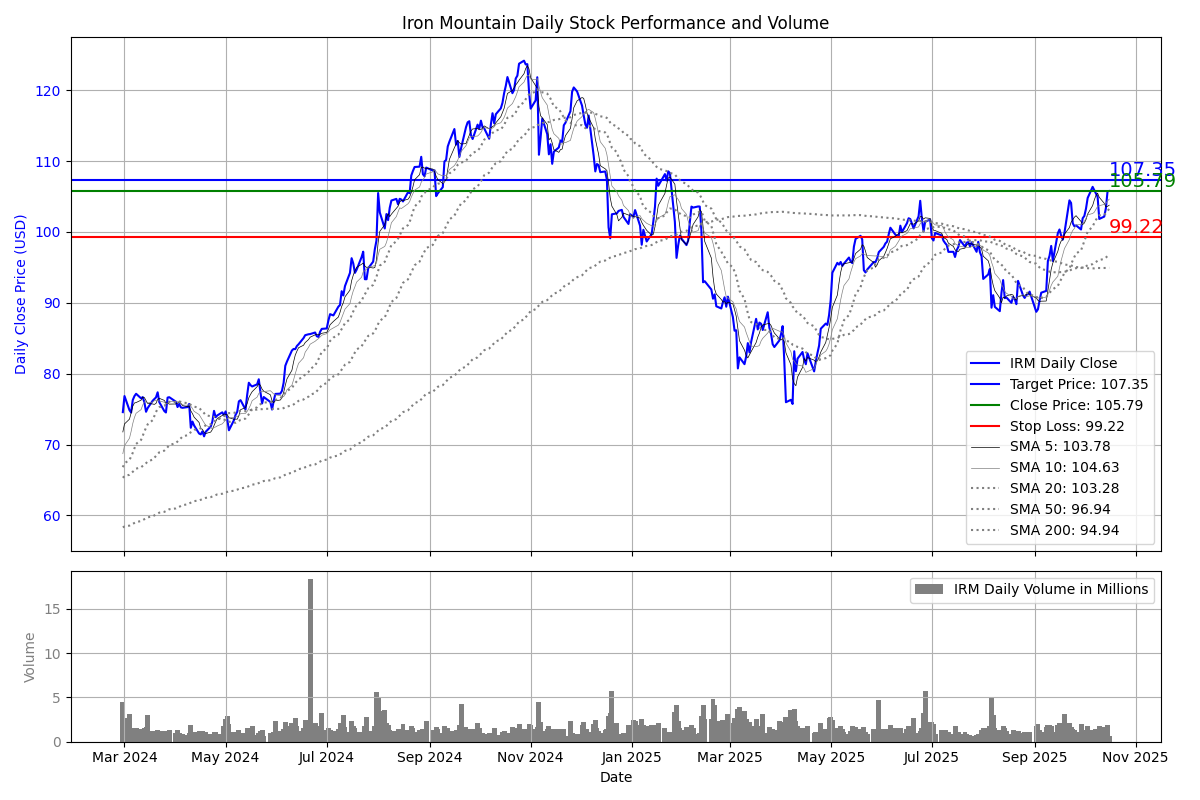 Iron Mountain Daily Stock Performance and Volume
Daily Close Price (USD)
120
110
100
90
80
70
60
107.35
105.79
99.22
IRM Daily Close
Target Price: 107.35
Close Price: 105.79
Stop Loss: 99.22
SMA 5: 103.78
SMA 10: 104.63
SMA 20: 103.28
SMA 50: 96.94
SMA 200: 94.94
Volume
15
10
5
0
IRM Daily Volume in Millions
Mar 2024
May 2024
Jul 2024
Sep 2024
Nov 2024
Jan 2025
Mar 2025
May 2025
Jul 2025
Sep 2025
Nov 2025
Date